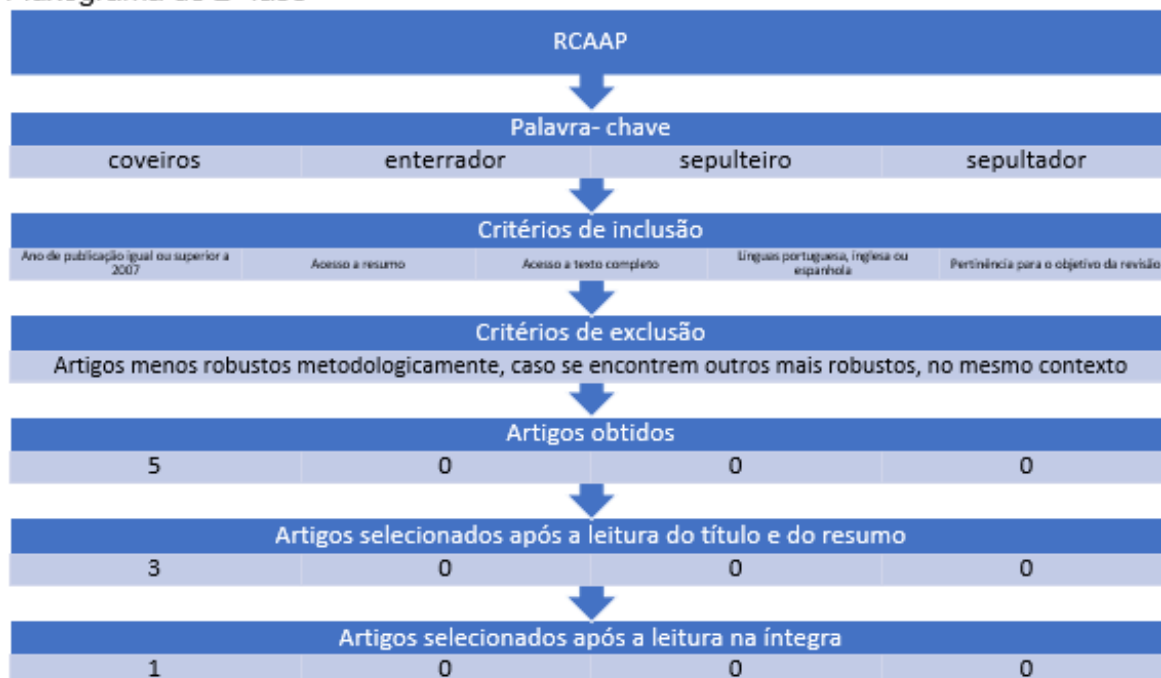 RCAAP
Palavra- chave
coveiros enterrador sepulteiro sepultador
Critérios de inclusão
Ano de publicação igual ou superior a 2007 Acesso a resumo Acesso a texto completo Línguas portuguesa, inglesa ou espanhola Pertinência para o objetivo da revisão
Critérios de exclusão
Artigos menos robustos metodologicamente, caso se encontrem outros mais robustos, no mesmo contexto
Artigos obtidos
5 0 0 0
Artigos selecionados após a leitura do título e do resumo
3 0 0 0
Artigos selecionados após a leitura na íntegra
1 0 0 0